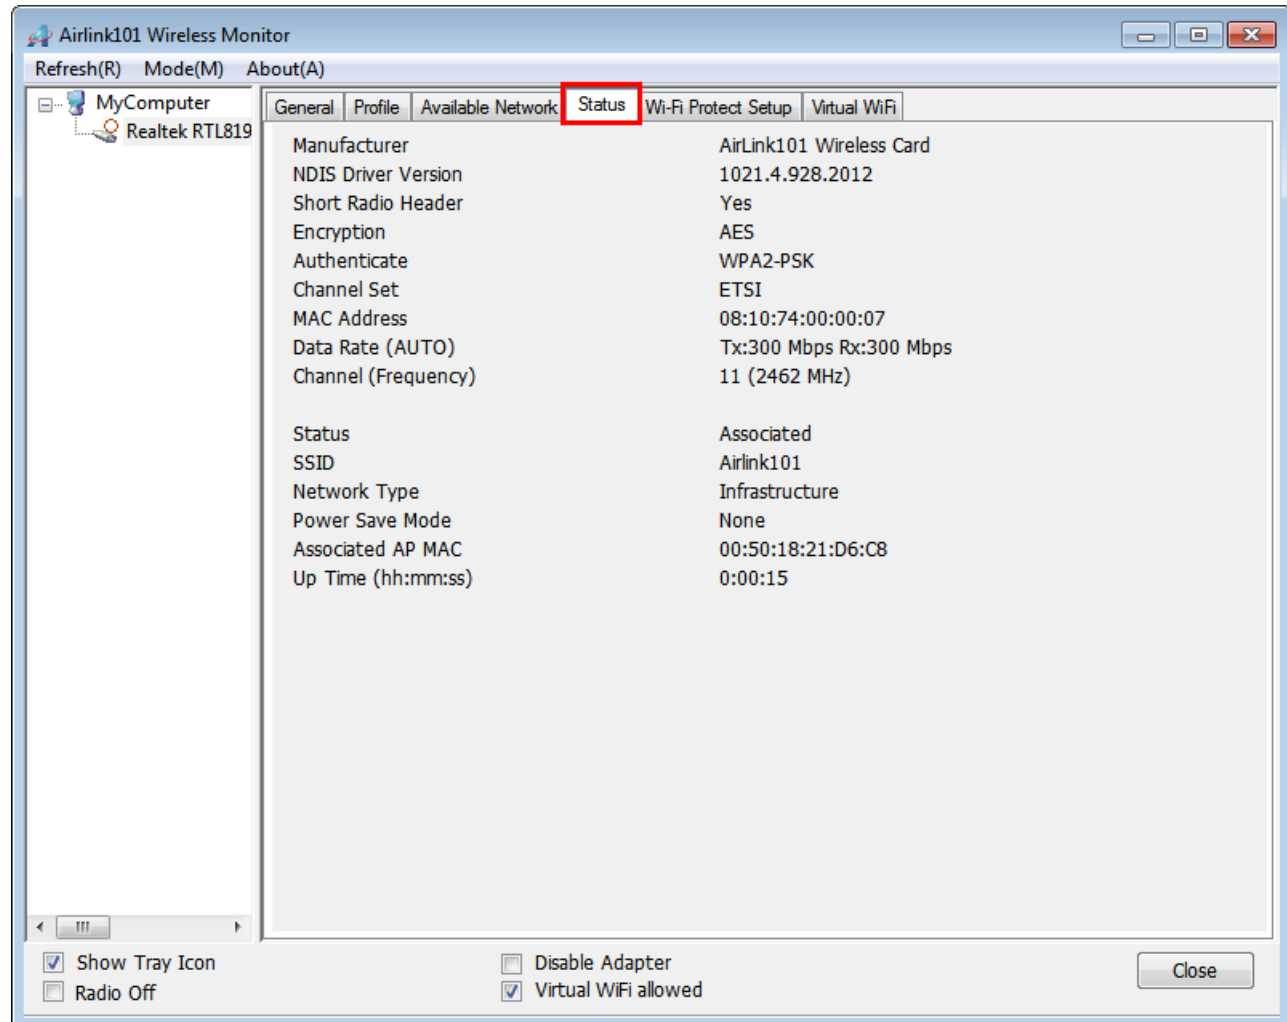 Airlink101 Wireless Monitor
Refresh(R) Mode(M) About(A)
MyComputer
Realtek RTL819
General Profile Available Network Status Wi-Fi Protect Setup Virtual WiFi
Manufacturer AirLink101 Wireless Card
NDIS Driver Version 1021.4.928.2012
Short Radio Header Yes
Encryption AES
Authenticate WPA2-PSK
Channel Set ETSI
MAC Address 08:10:74:00:00:07
Data Rate (AUTO) Tx:300 Mbps Rx:300 Mbps
Channel (Frequency) 11 (2462 MHz)
Status Associated
SSID Airlink101
Network Type Infrastructure
Power Save Mode None
Associated AP MAC 00:50:18:21:D6:C8
Up Time (hh:mm:ss) 0:00:15
Show Tray Icon Disable Adapter Close
Radio Off Virtual WiFi allowed